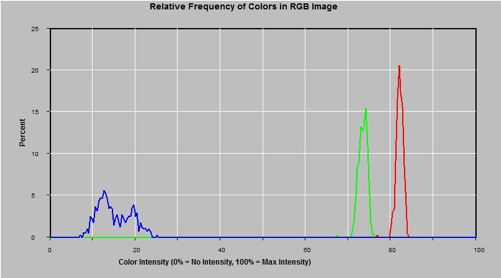 Relative Frequency of Colors in RGB Image
25
20
15
10
5
0
Percent
0 20 40 60 80 100
Color Intensity (0% = No Intensity, 100% = Max Intensity)